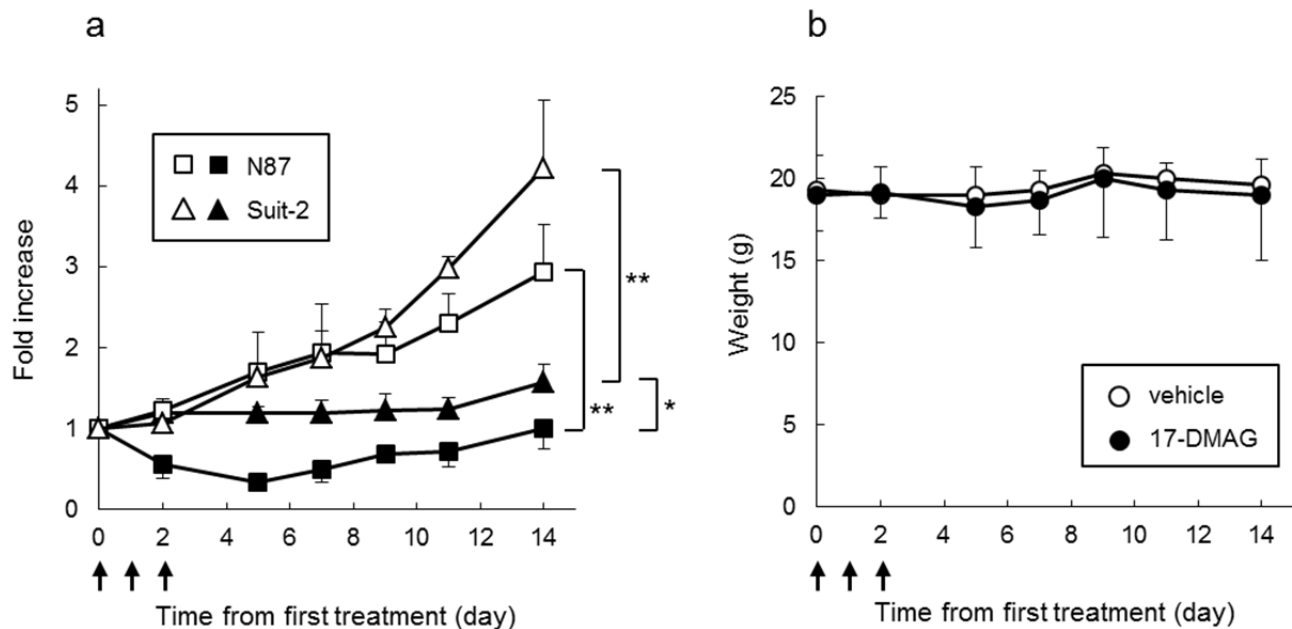 a
Fold increase
5
4
3
2
1
0
N87
Suit-2
**
**
*
0 2 4 6 8 10 12 14
Time from first treatment (day)
b
Weight (g)
25
20
15
10
5
0
vehicle
17-DMAG
0 2 4 6 8 10 12 14
Time from first treatment (day)